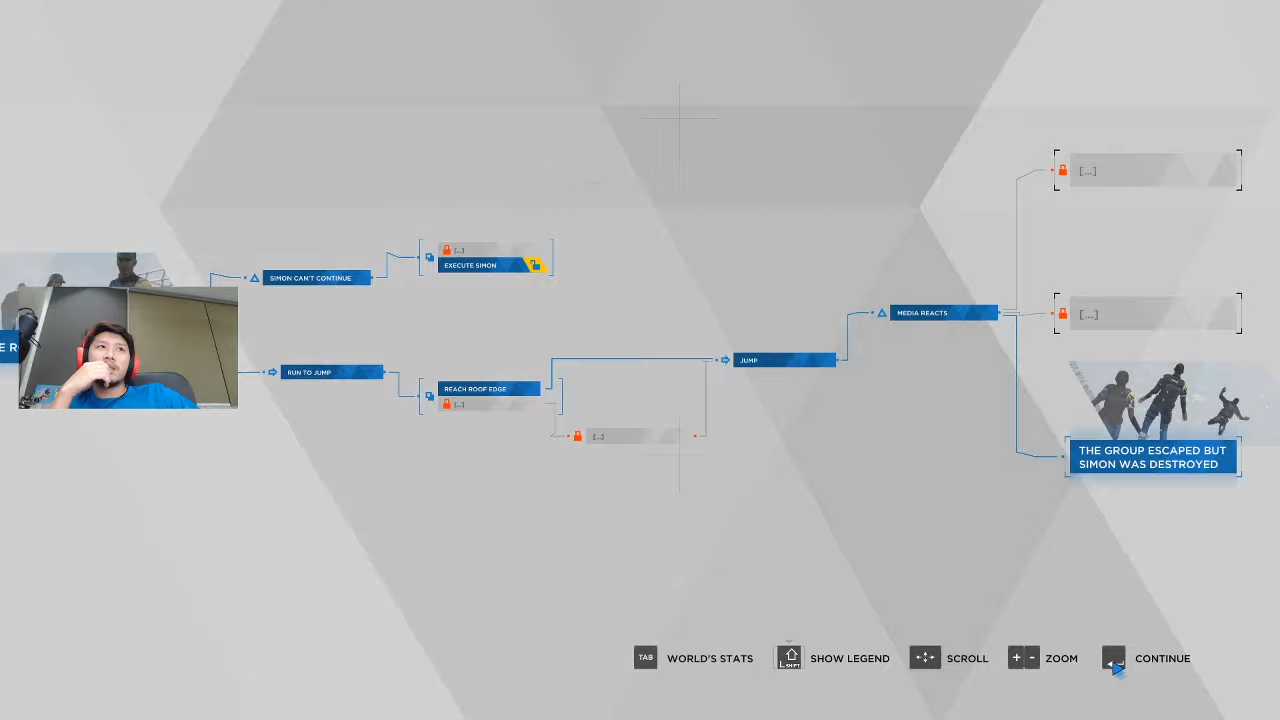 [...]
[...]
EXECUTE SIMON
SIMON CAN'T CONTINUE
MEDIA REACTS
[...]
E R
RUN TO JUMP
REACH ROOF EDGE
[...]
JUMP
[...]
THE GROUP ESCAPED BUT
SIMON WAS DESTROYED
TAB WORLD'S STATS
L SHIFT SHOW LEGEND
SCROLL
+ - ZOOM
CONTINUE